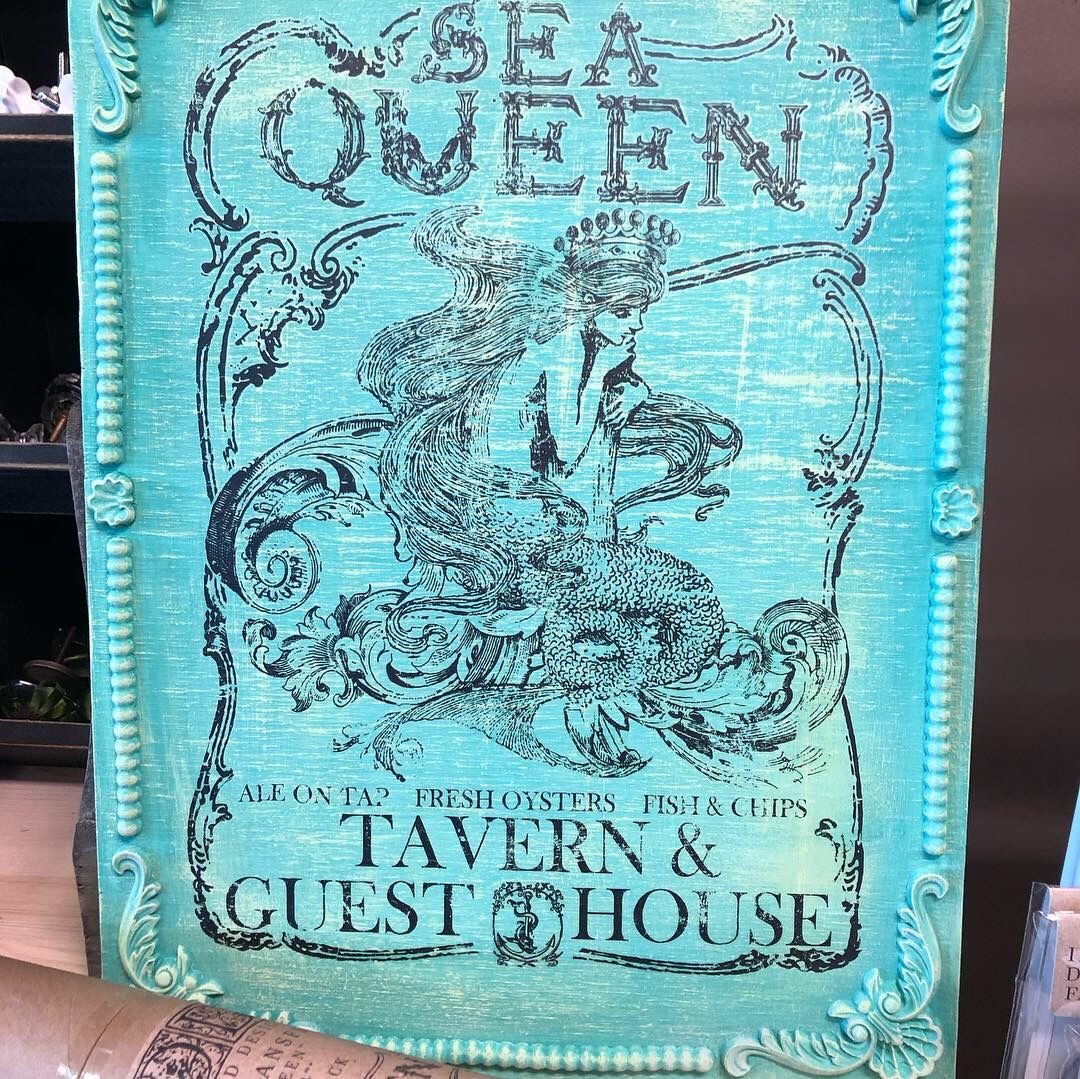 SEA
QUEEN
ALE ON TAP FRESH OYSTERS FISH & CHIPS
TAVERN &
GUEST HOUSE